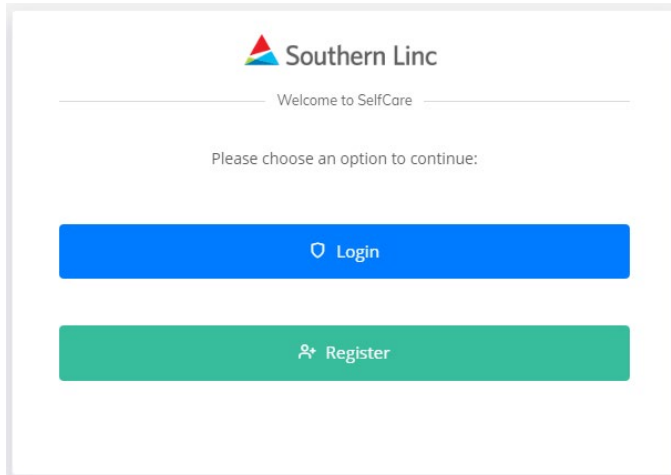 Southern Linc
Welcome to SelfCare
Please choose an option to continue:
Login
Register